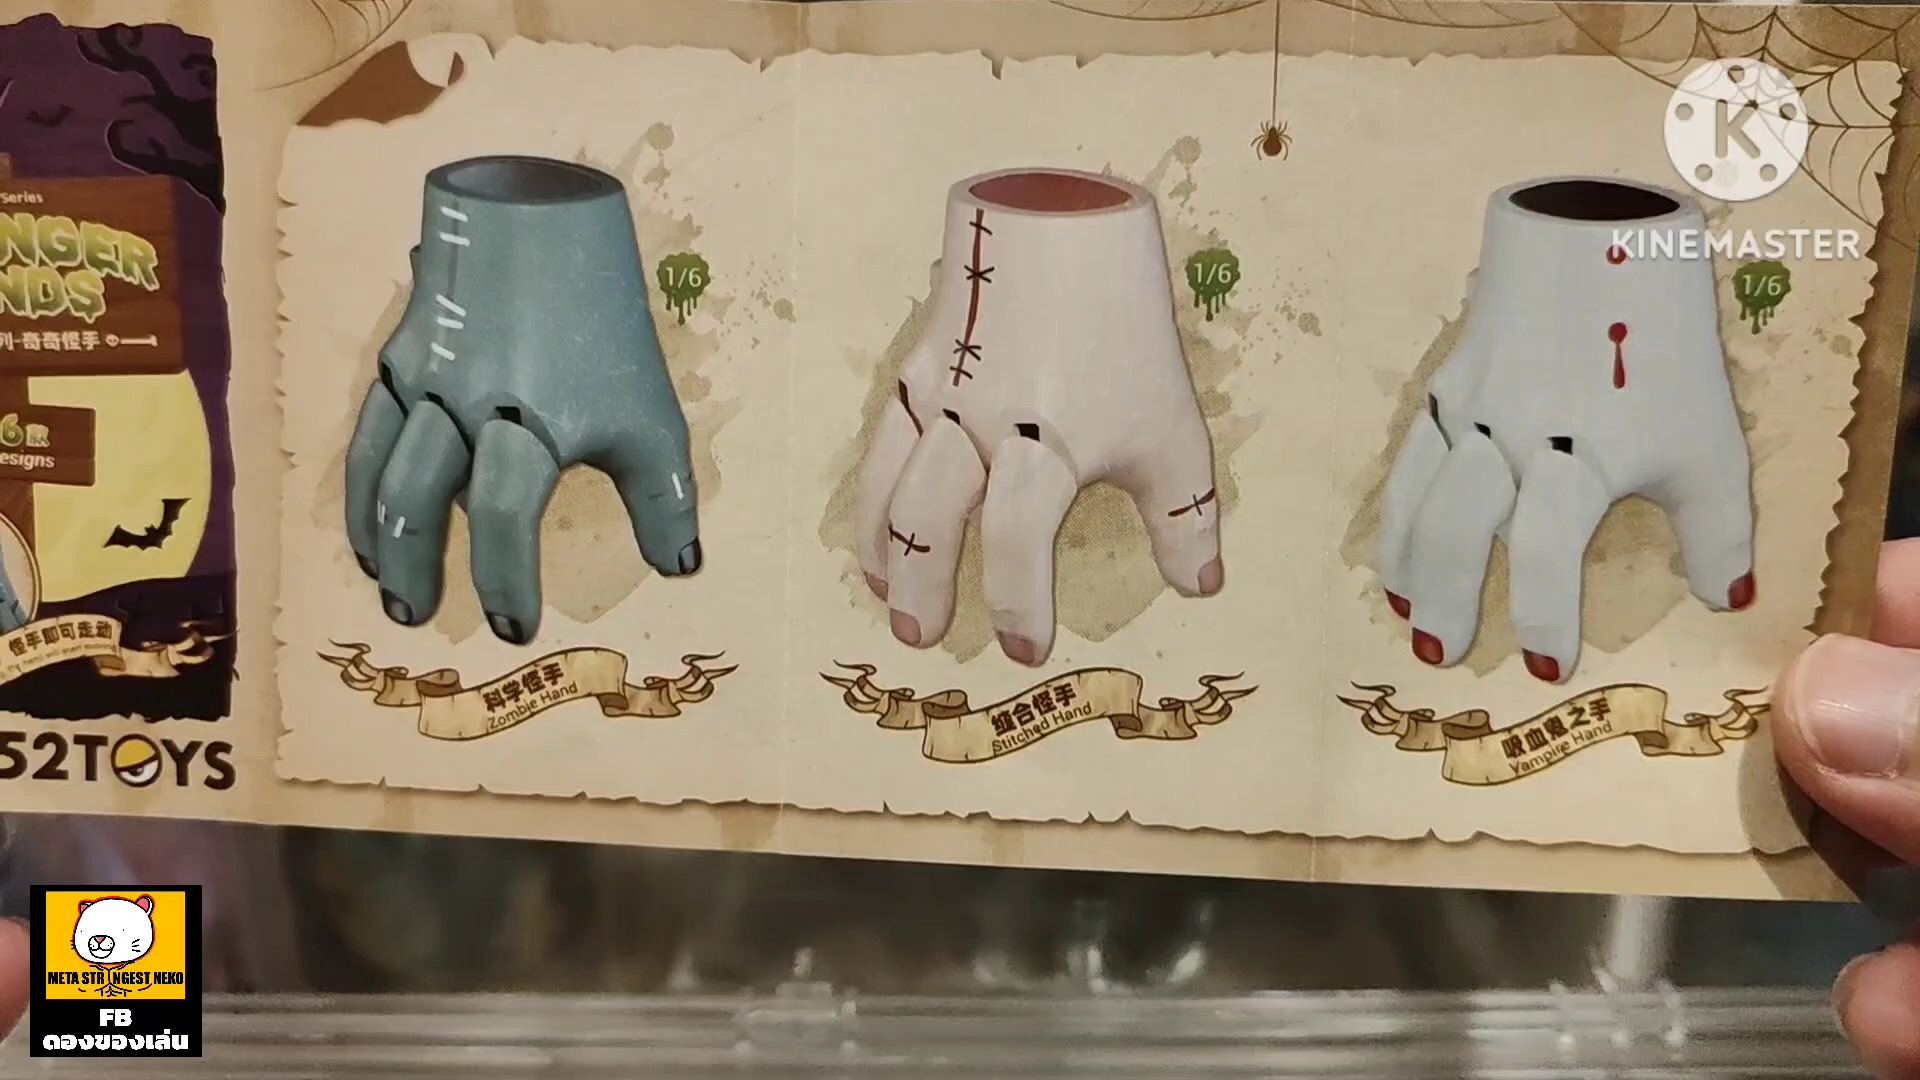 Series
NGER
NDS
列-奇奇怪手
6款
esigns
怪手即可走动
52TOYS
1/6
科学怪手
Zombie Hand
1/6
缝合怪手
Stitched Hand
1/6
吸血鬼之手
Vampire Hand
K
KINEMASTER
META STRONGEST NEKO
FB
ดองของเล่น